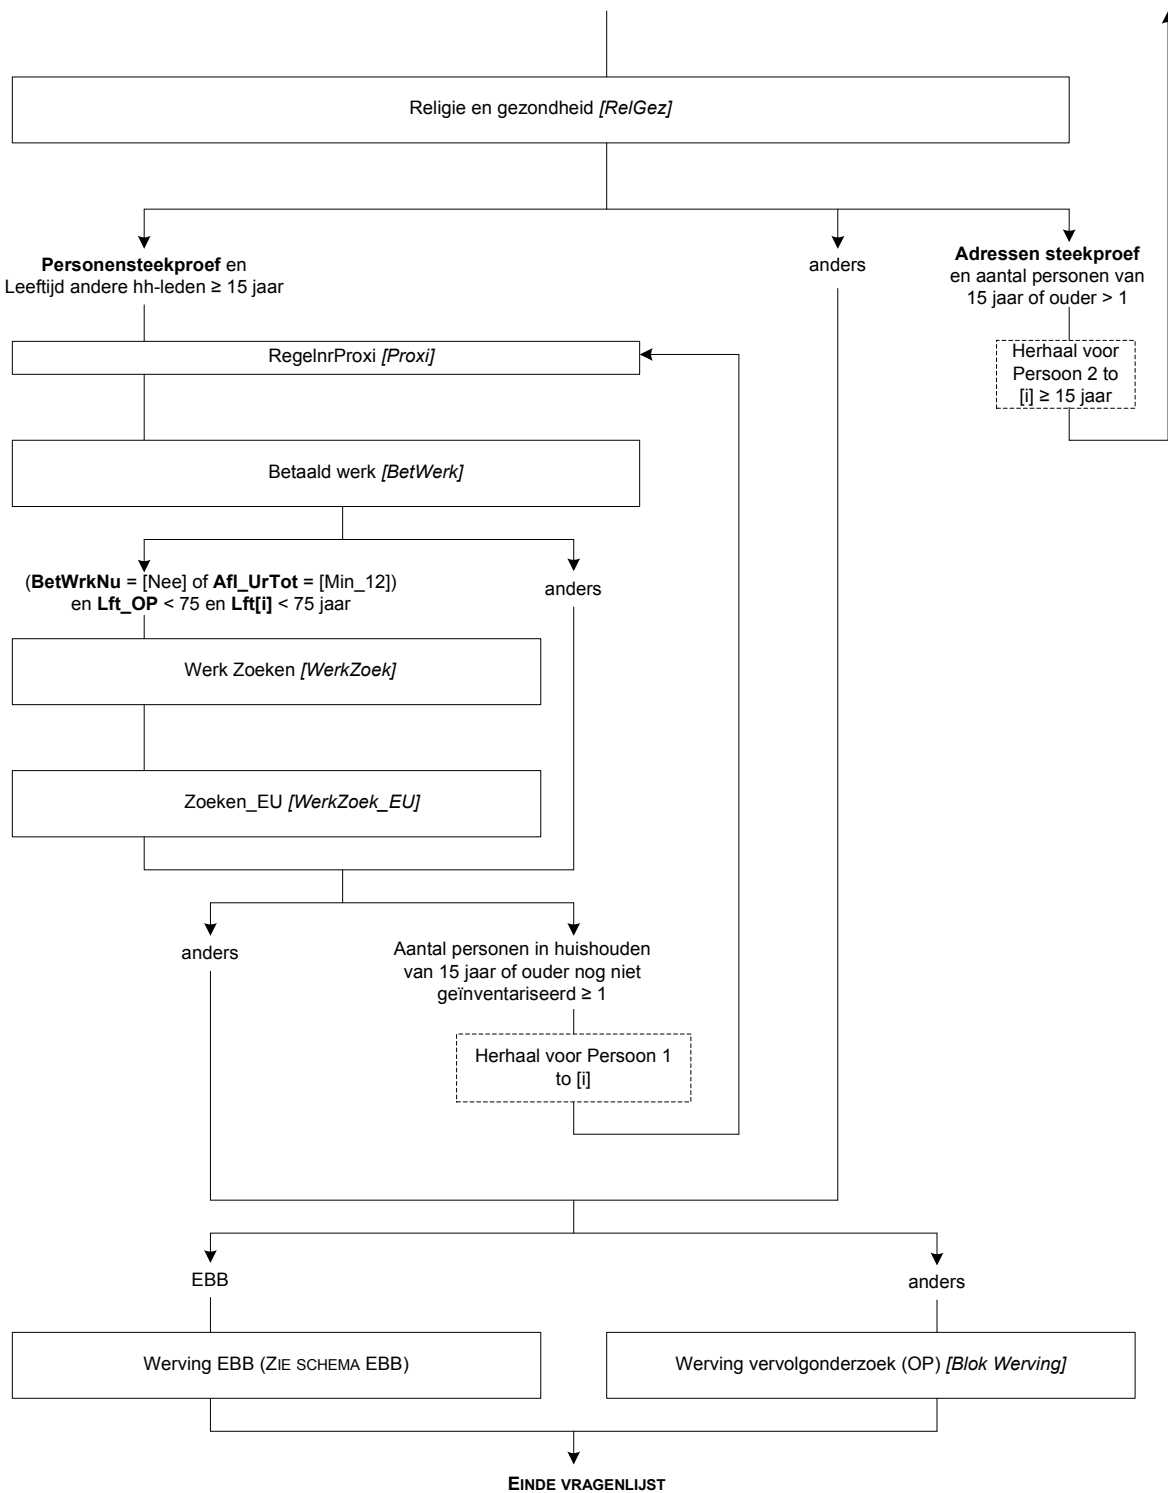 Religie en gezondheid [RelGez]
Personensteekproef en
Leeftijd andere hh-leden ≥ 15 jaar
anders
Adressen steekproef
en aantal personen van
15 jaar of ouder > 1
RegelnrProxi [Proxi]
Herhaal voor
Persoon 2 to
[i] ≥ 15 jaar
Betaald werk [BetWerk]
(BetWrkNu = [Nee] of Afl_UrTot = [Min_12])
en Lft_OP < 75 en Lft[i] < 75 jaar
anders
Werk Zoeken [WerkZoek]
Zoeken_EU [WerkZoek_EU]
anders
Aantal personen in huishouden
van 15 jaar of ouder nog niet
geïnventariseerd ≥ 1
Herhaal voor Persoon 1
to [i]
EBB
anders
Werving EBB (ZIE SCHEMA EBB)
Werving vervolgonderzoek (OP) [Blok Werving]
EINDE VRAGENLIJST